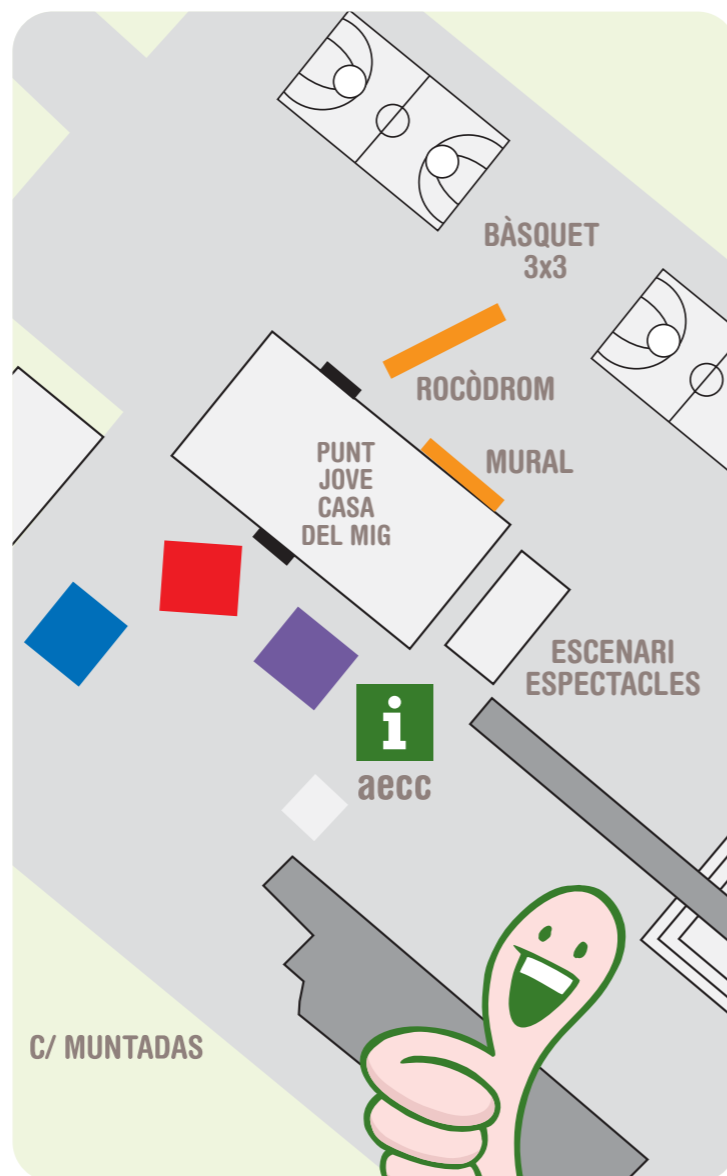 BÀSQUET
3x3
ROCÒDROM
MURAL
PUNT
JOVE
CASA
DEL MIG
ESCENARI
ESPECTACLES
i
aecc
C/ MUNTADAS